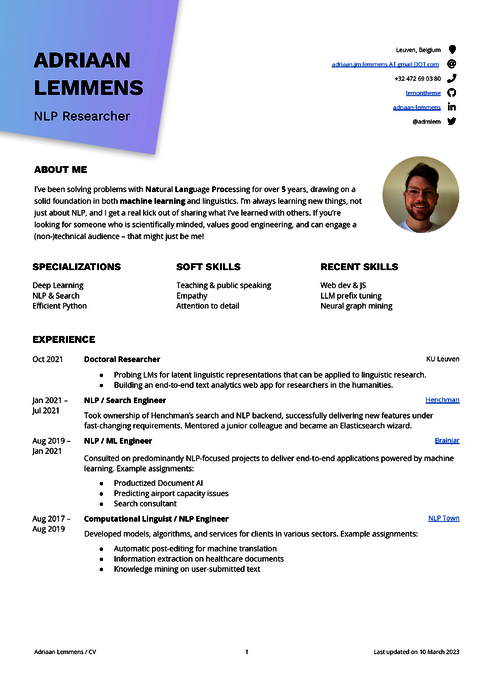 ADRIAAN
LEMMENS
NLP Researcher
Leuven, Belgium
adriaan.jm.lemmens AT gmail DOT com
+32 472 69 03 80
lemontheme
adriaan-lemmens
@adrnlem
ABOUT ME
I've been solving problems with Natural Language Processing for over 5 years, drawing on a
solid foundation in both machine learning and linguistics. I'm always learning new things, not
just about NLP, and I get a real kick out of sharing what I've learned with others. If you're
looking for someone who is scientifically minded, values good engineering, and can engage a
(non-)technical audience – that might just be me!
SPECIALIZATIONS
Deep Learning
NLP & Search
Efficient Python
SOFT SKILLS
Teaching & public speaking
Empathy
Attention to detail
RECENT SKILLS
Web dev & JS
LLM prefix tuning
Neural graph mining
EXPERIENCE
Oct 2021 Doctoral Researcher KU Leuven
● Probing LMs for latent linguistic representations that can be applied to linguistic research.
● Building an end-to-end text analytics web app for researchers in the humanities.
Jan 2021 – NLP / Search Engineer Henchman
Jul 2021
Took ownership of Henchman's search and NLP backend, successfully delivering new features under
fast-changing requirements. Mentored a junior colleague and became an Elasticsearch wizard.
Aug 2019 – NLP / ML Engineer Brainjar
Jan 2021
Consulted on predominantly NLP-focused projects to deliver end-to-end applications powered by machine
learning. Example assignments:
● Productized Document AI
● Predicting airport capacity issues
● Search consultant
Aug 2017 – Computational Linguist / NLP Engineer NLP Town
Aug 2019
Developed models, algorithms, and services for clients in various sectors. Example assignments:
● Automatic post-editing for machine translation
● Information extraction on healthcare documents
● Knowledge mining on user-submitted text
Adriaan Lemmens / CV 1 Last updated on 10 March 2023